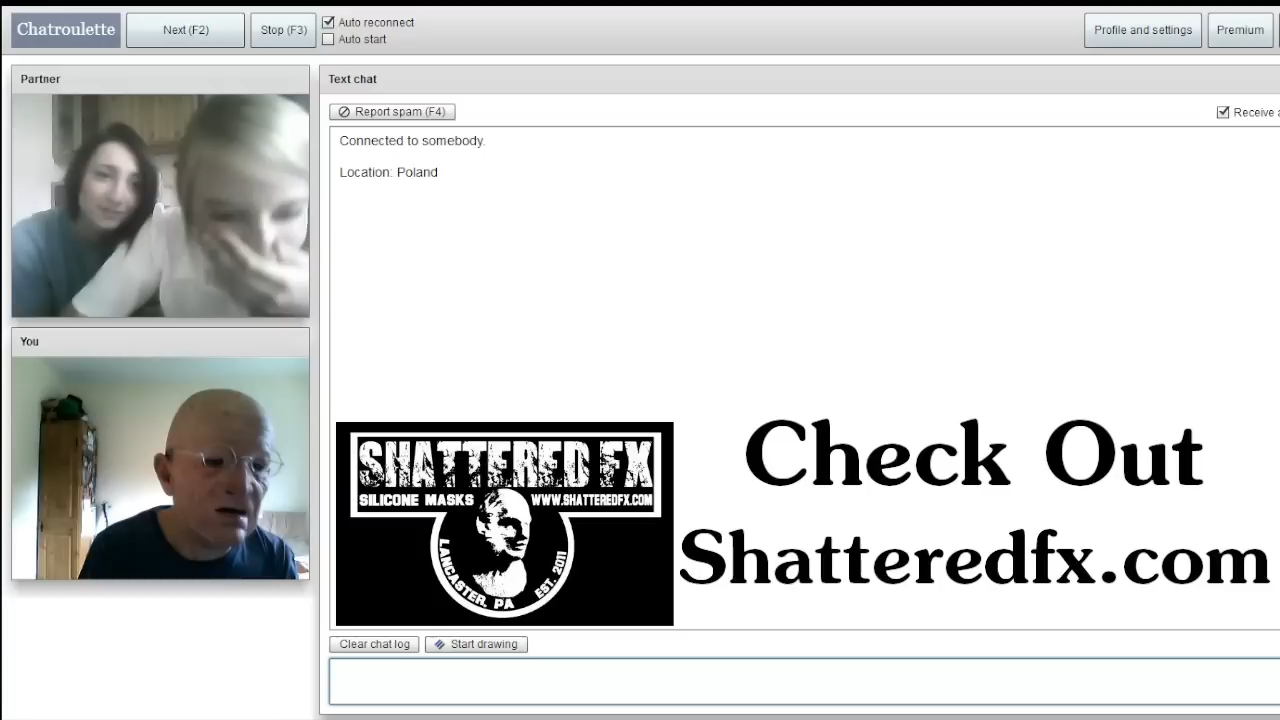 Chatroulette
Next (F2)
Stop (F3)
Auto reconnect
Auto start
Profile and settings
Premium
Partner
Text chat
Report spam (F4)
Receive a
Connected to somebody.
Location: Poland
You
SHATTERED FX
SILICONE MASKS WWW.SHATTEREDFX.COM
LANCASTER, PA EST. 2011
Check Out
Shatteredfx.com
Clear chat log
Start drawing